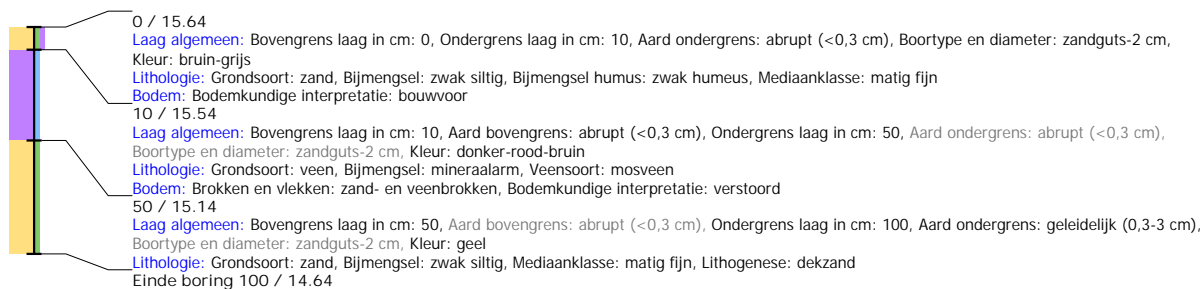 0 / 15.64
Laag algemeen: Bovengrens laag in cm: 0, Ondergrens laag in cm: 10, Aard ondergrens: abrupt (<0,3 cm), Boortype en diameter: zandguts-2 cm,
Kleur: bruin-grijs
Lithologie: Grondsoort: zand, Bijmengsel: zwak siltig, Bijmengsel humus: zwak humeus, Mediaanklasse: matig fijn
Bodem: Bodemkundige interpretatie: bouwvoor
10 / 15.54
Laag algemeen: Bovengrens laag in cm: 10, Aard bovengrens: abrupt (<0,3 cm), Ondergrens laag in cm: 50, Aard ondergrens: abrupt (<0,3 cm),
Boortype en diameter: zandguts-2 cm, Kleur: donker-rood-bruin
Lithologie: Grondsoort: veen, Bijmengsel: mineraalarm, Veensoort: mosveen
Bodem: Brokken en vlekken: zand- en veenbrokken, Bodemkundige interpretatie: verstoord
50 / 15.14
Laag algemeen: Bovengrens laag in cm: 50, Aard bovengrens: abrupt (<0,3 cm), Ondergrens laag in cm: 100, Aard ondergrens: geleidelijk (0,3-3 cm),
Boortype en diameter: zandguts-2 cm, Kleur: geel
Lithologie: Grondsoort: zand, Bijmengsel: zwak siltig, Mediaanklasse: matig fijn, Lithogenese: dekzand
Einde boring 100 / 14.64